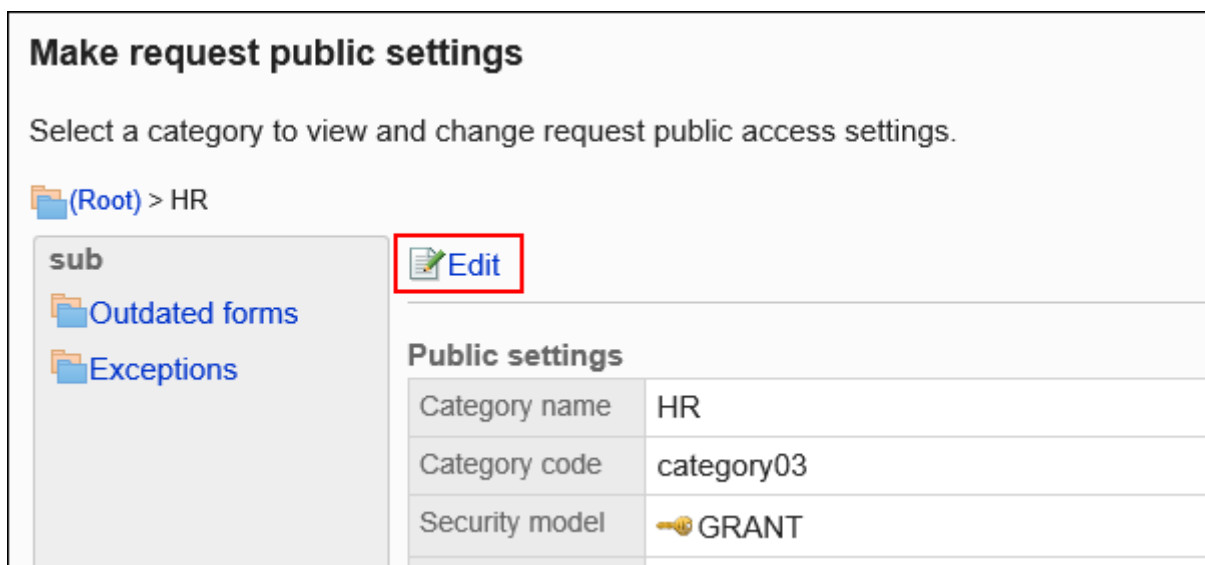 Make request public settings
Select a category to view and change request public access settings.
(Root) > HR
sub
Outdated forms
Exceptions
Edit
Public settings
Category name HR
Category code category03
Security model GRANT